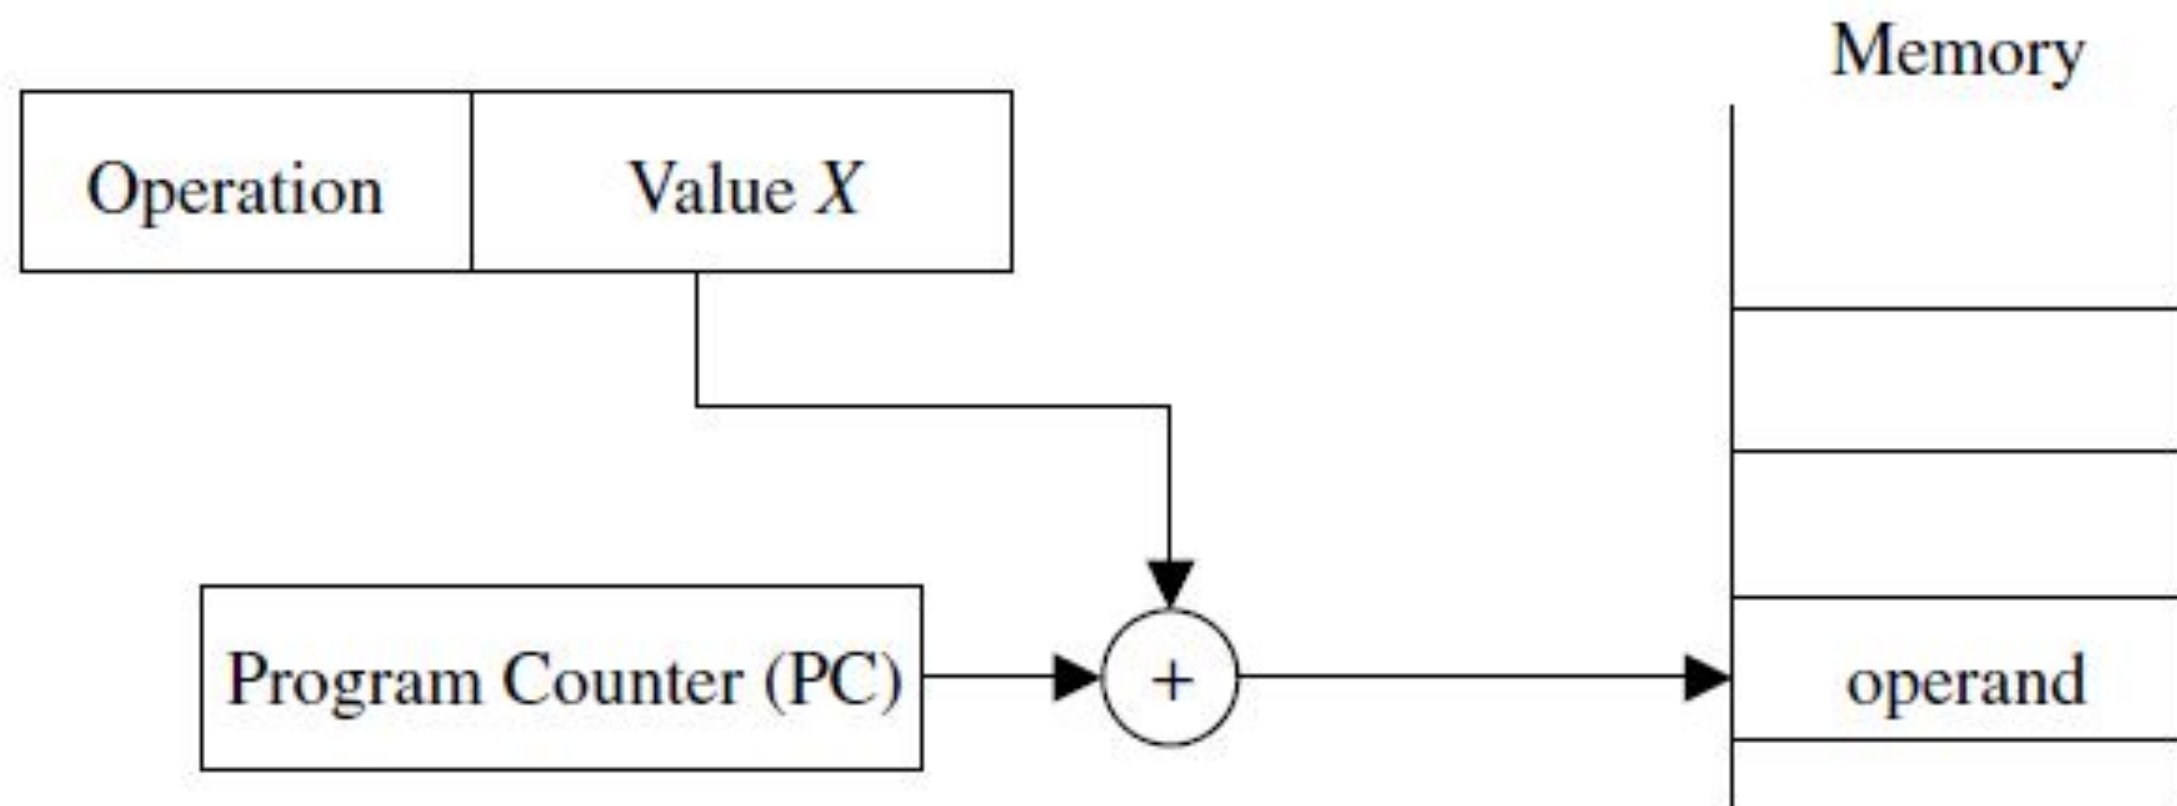 Memory
Operation
Value X
Program Counter (PC)
+
operand